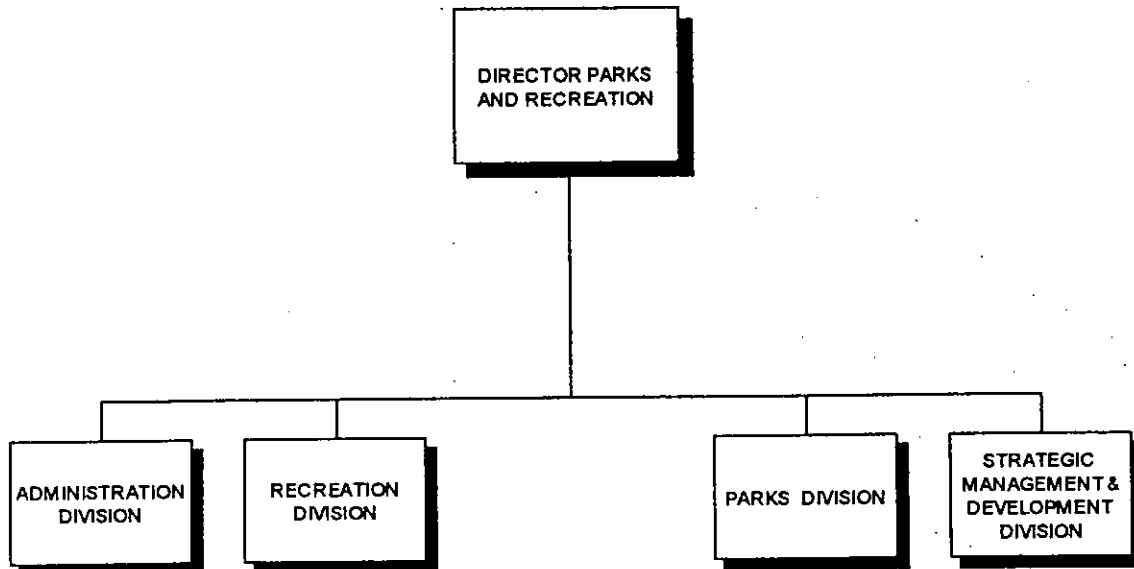 DIRECTOR PARKS
AND RECREATION
ADMINISTRATION
DIVISION
RECREATION
DIVISION
PARKS DIVISION
STRATEGIC
MANAGEMENT &
DEVELOPMENT
DIVISION